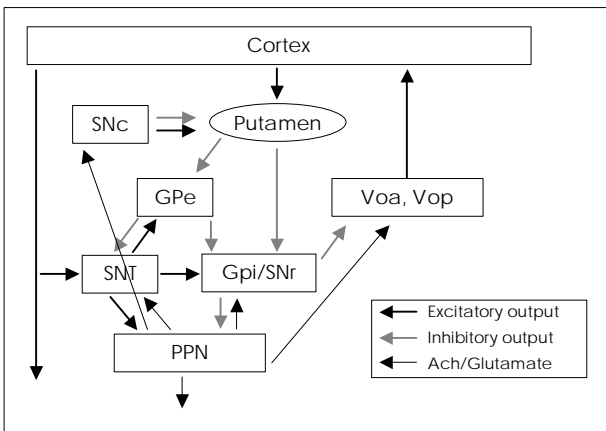 Cortex
SNc
Putamen
GPe
Voa, Vop
SNT
Gpi/SNr
PPN
Excitatory output
Inhibitory output
Ach/Glutamate